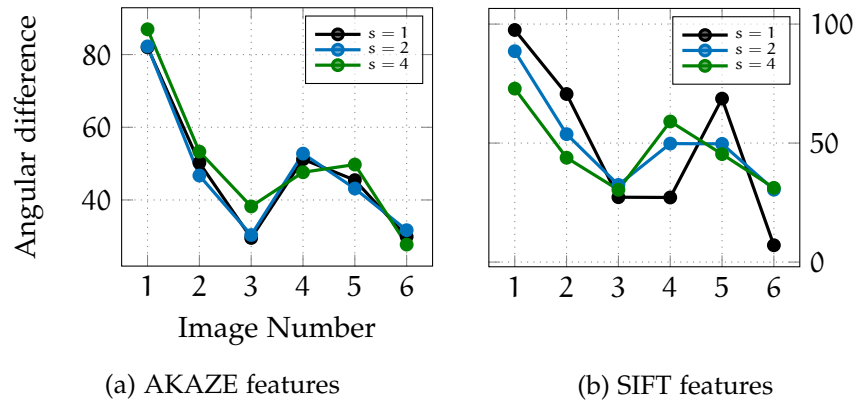 Angular difference
80
60
40
s = 1
s = 2
s = 4
1 2 3 4 5 6
Image Number
(a) AKAZE features
s = 1
s = 2
s = 4
100
50
0
1 2 3 4 5 6
(b) SIFT features